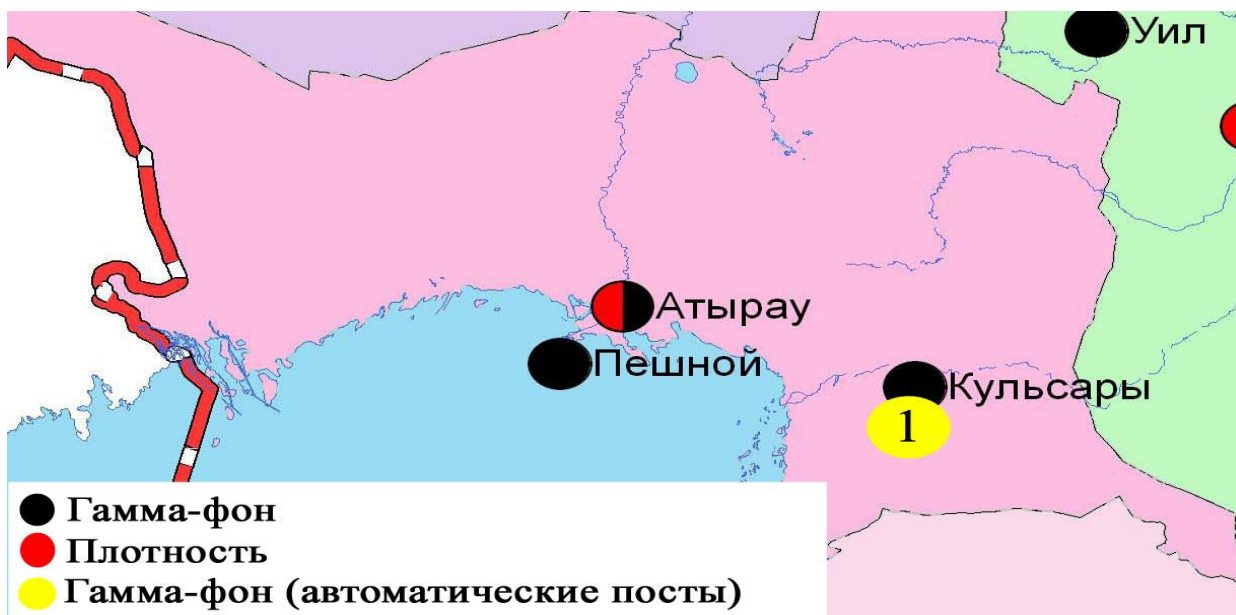 Уил
Атырау
Пешной
Кульсары
1
Гамма-фон
Плотность
Гамма-фон (автоматические посты)